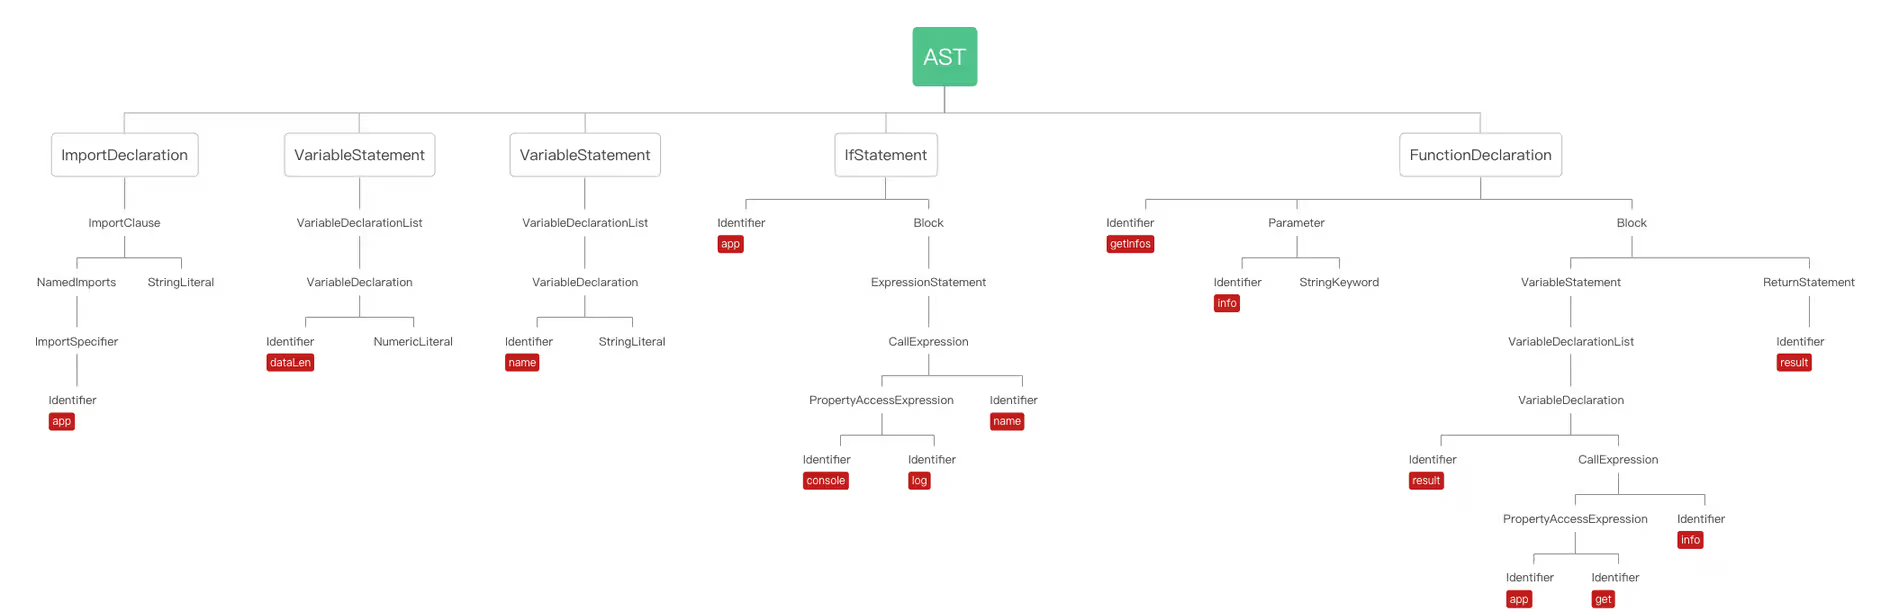 AST
ImportDeclaration VariableStatement VariableStatement IfStatement FunctionDeclaration
ImportClause VariableDeclarationList VariableDeclarationList Identifier Block Identifier Parameter Block
app getInfos
NamedImports StringLiteral VariableDeclaration VariableDeclaration ExpressionStatement Identifier StringKeyword VariableStatement ReturnStatement
info
ImportSpecifier Identifier NumericLiteral Identifier StringLiteral CallExpression VariableDeclarationList Identifier
dataLen name result
Identifier PropertyAccessExpression Identifier VariableDeclaration
app name
Identifier Identifier Identifier CallExpression
console log result
PropertyAccessExpression Identifier
info
Identifier Identifier
app get